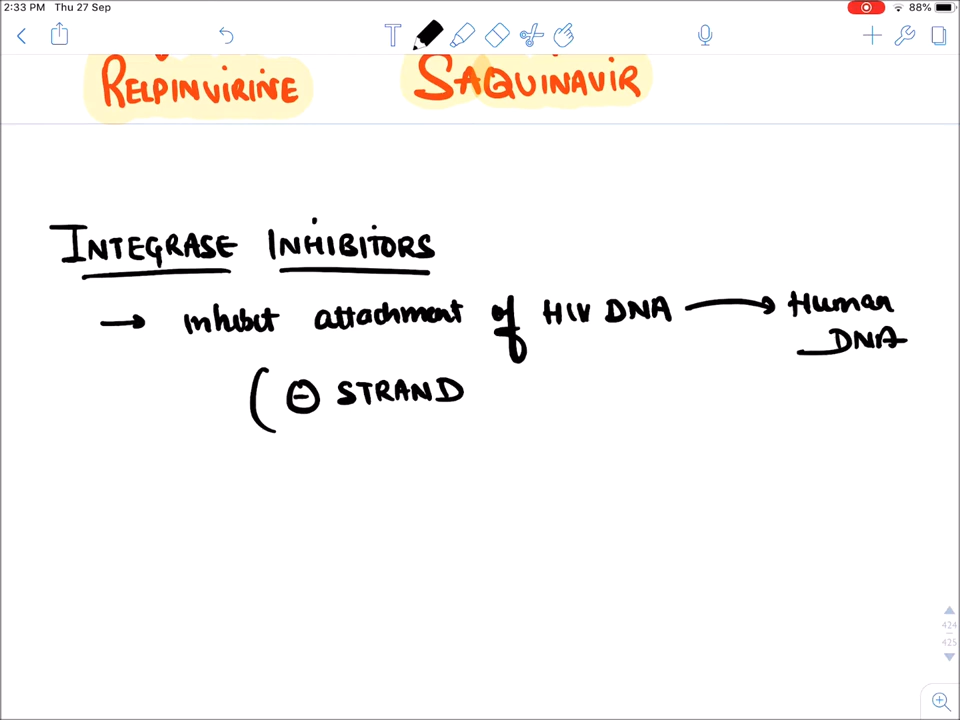 2:33 PM Thu 27 Sep 88%
T
RELPINVIRINE SAQUINAVIR
INTEGRASE INHIBITORS
→ inhibit attachment of HIV DNA → Human
DNA
( ⊖ STRAND
424
425